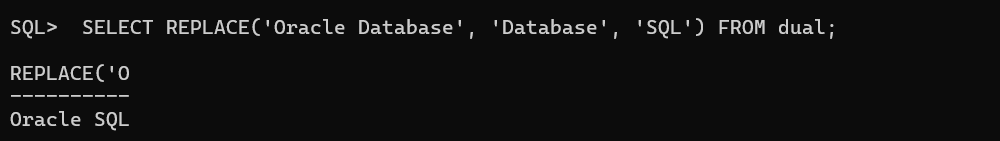 SQL>  SELECT REPLACE('Oracle Database', 'Database', 'SQL') FROM dual;
REPLACE('O
----------
Oracle SQL